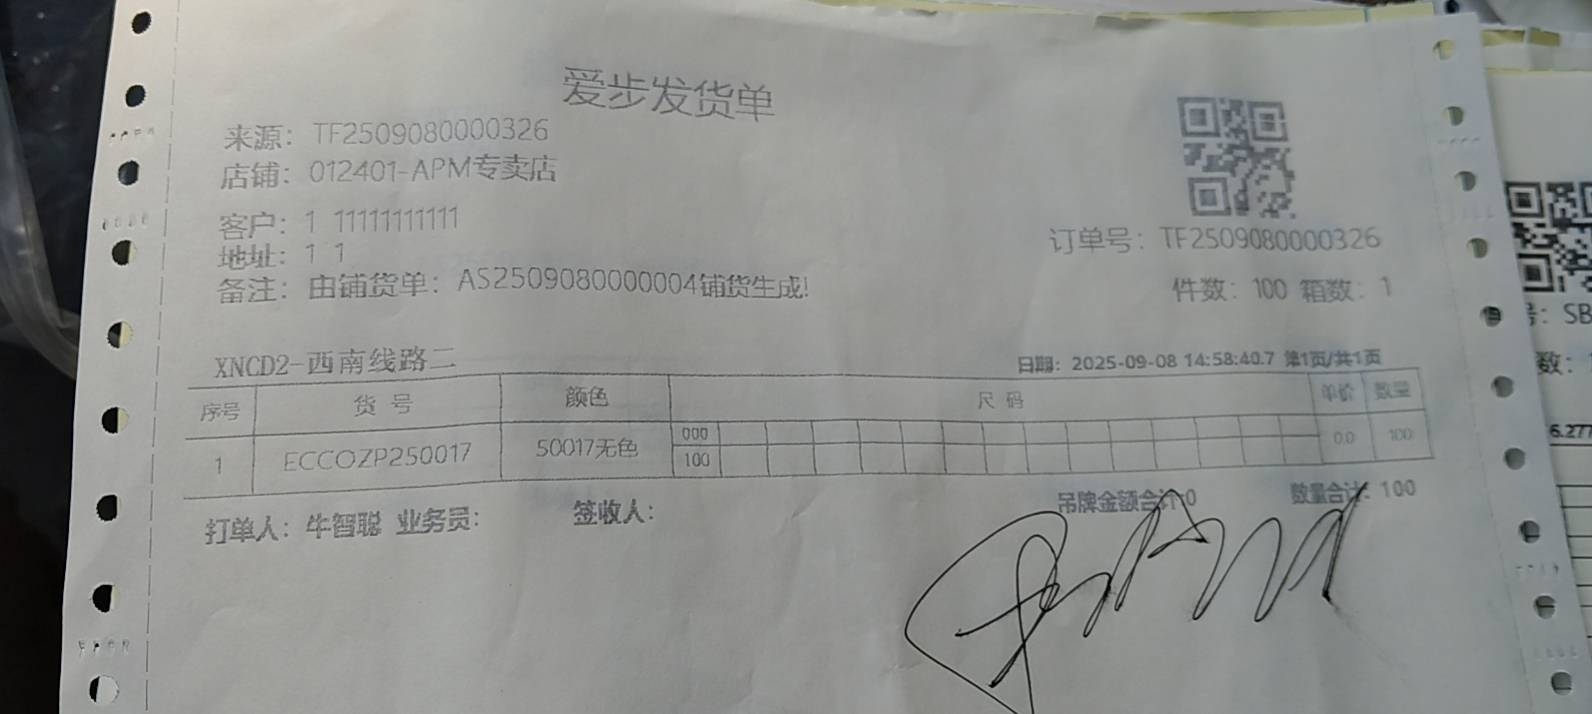 爱步发货单
来源：TF2509080000326
店铺：012401-APM专卖店
客户：1 11111111111
地址：1 1
备注：由铺货单：AS2509080000004铺货生成!
订单号：TF2509080000326
件数：100 箱数：1
XNCD2-西南线路二
日期：2025-09-08 14:58:40.7 第1页/共1页
序号 货号 颜色 尺码 单价 数量
1 ECCOZP250017 50017无色 000 0.0 100
100
打单人：牛智聪 业务员： 签收人： 吊牌金额合计:0 数量合计：100
号：SB
数：
6.277